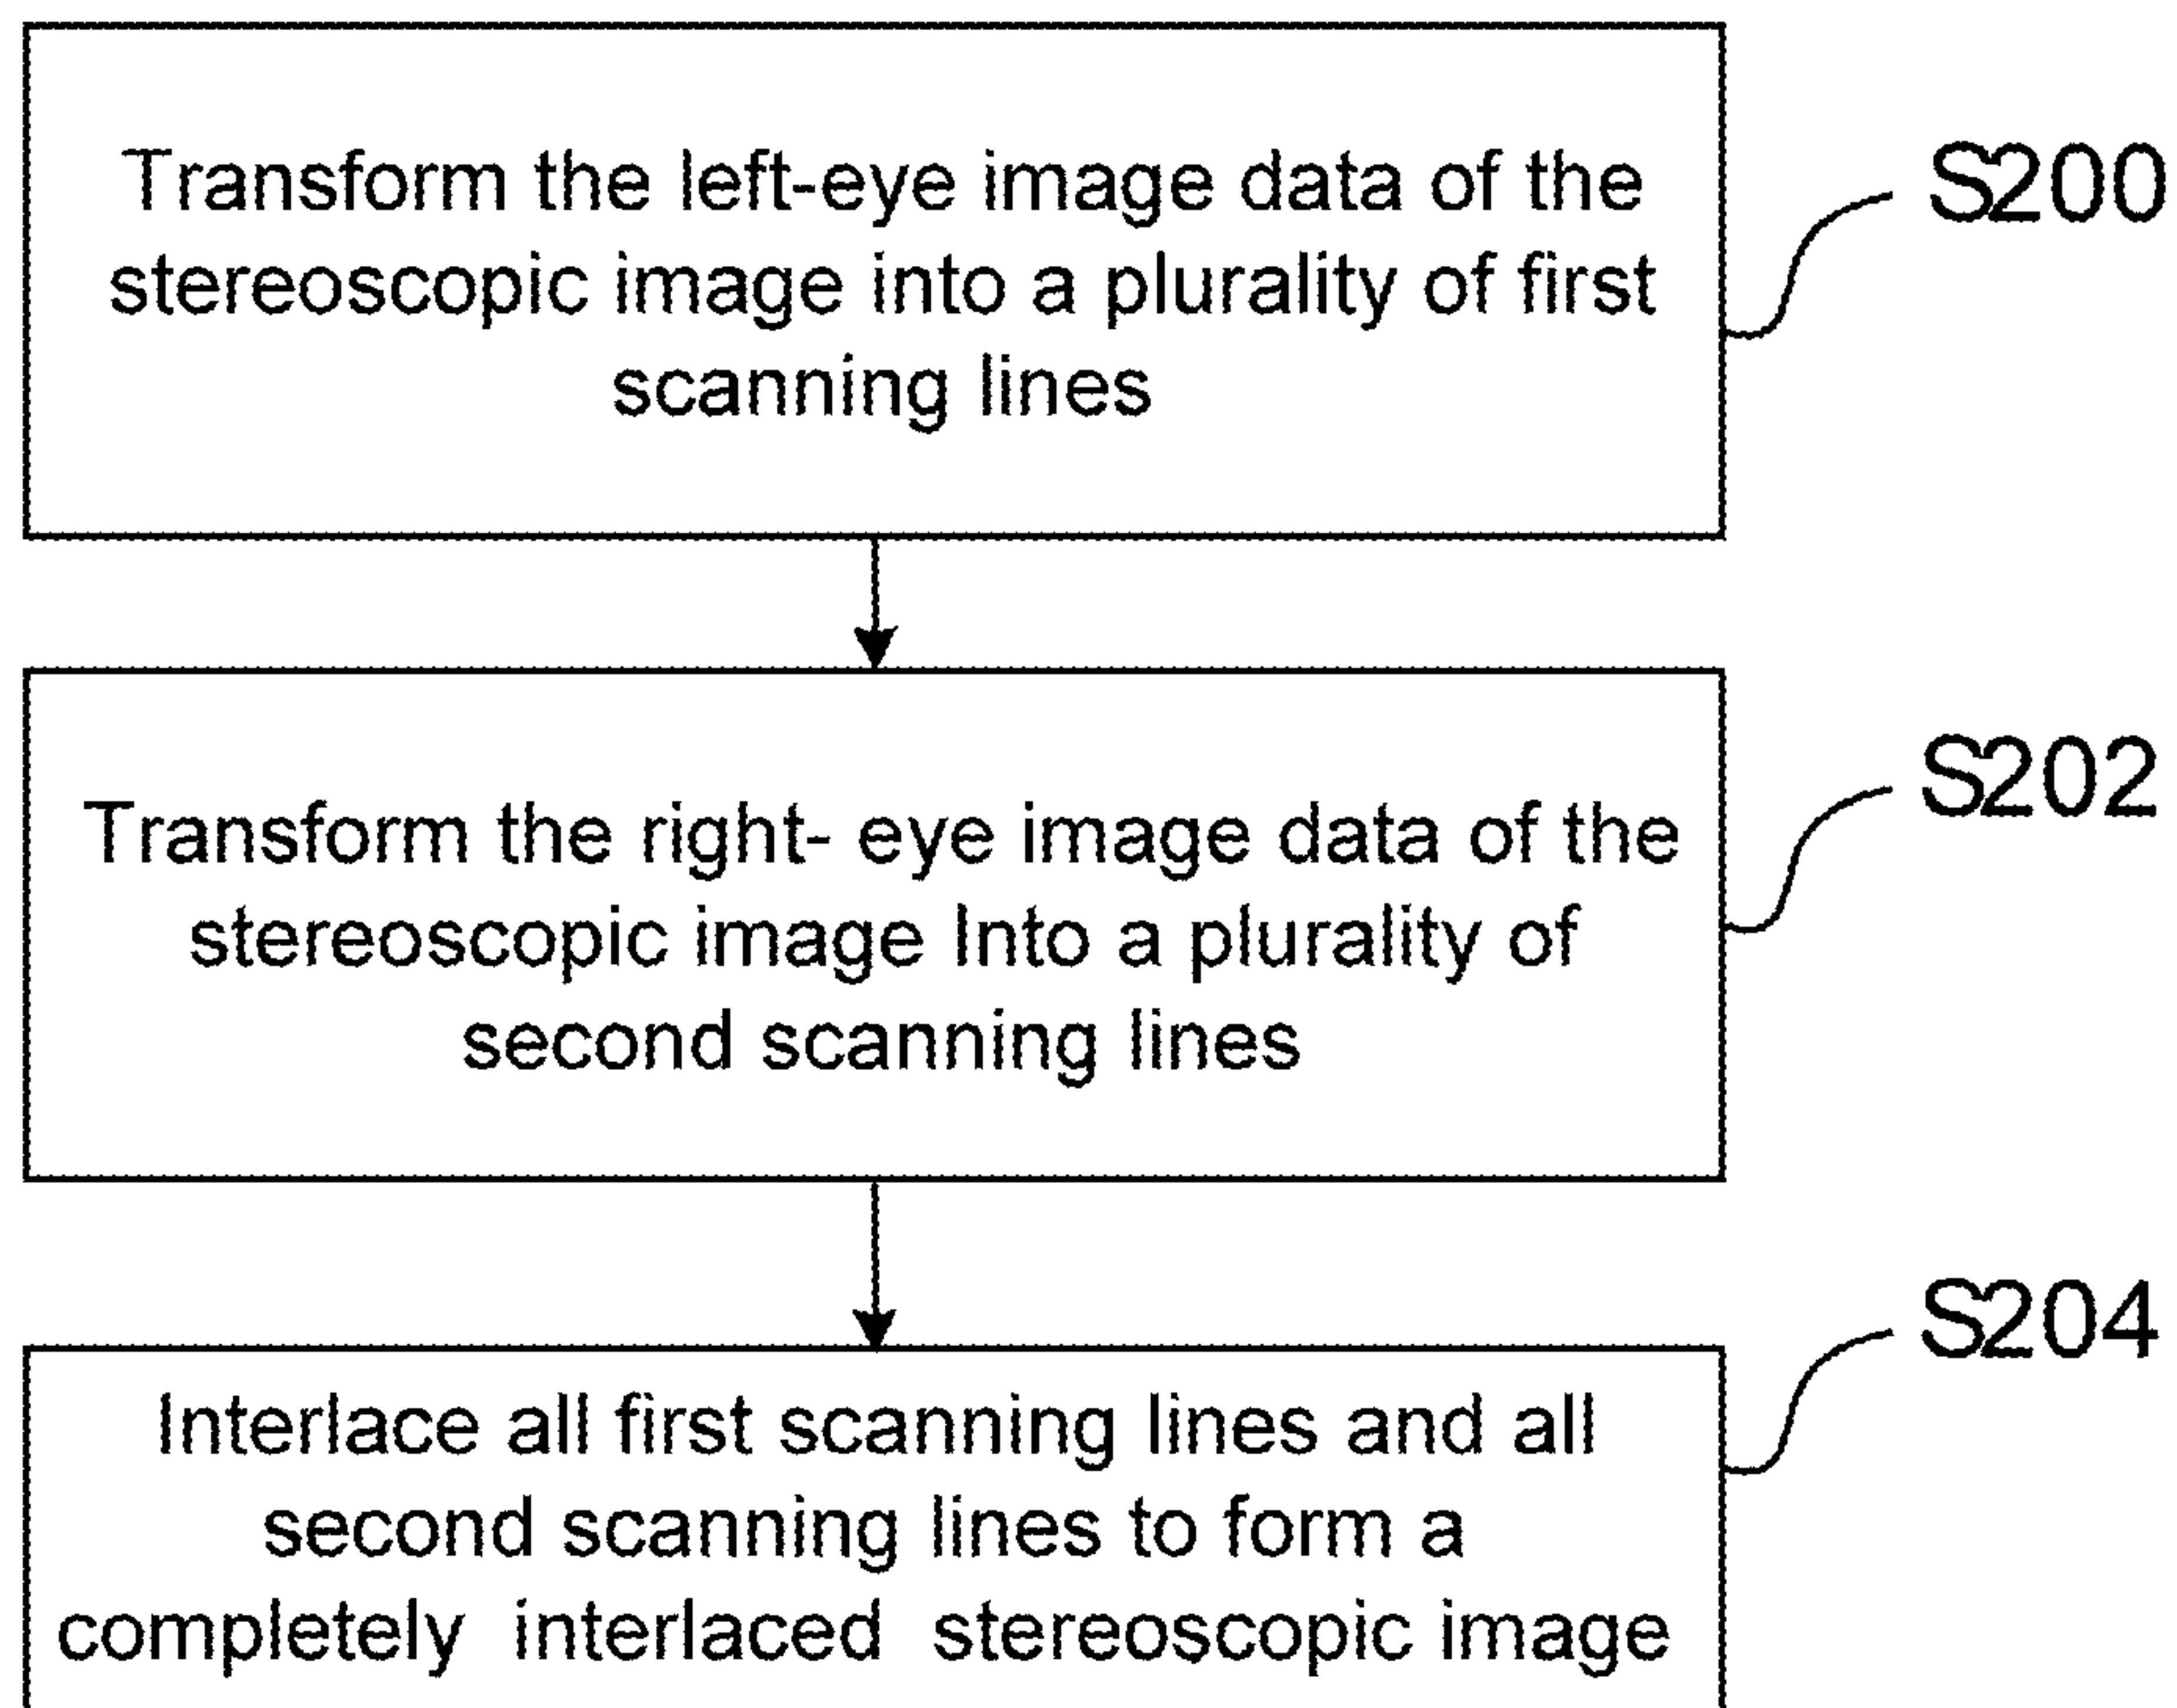 Transform the left-eye image data of the
stereoscopic image into a plurality of first
scanning lines
S200
Transform the right- eye image data of the
stereoscopic image Into a plurality of
second scanning lines
S202
Interlace all first scanning lines and all
second scanning lines to form a
completely interlaced stereoscopic image
S204